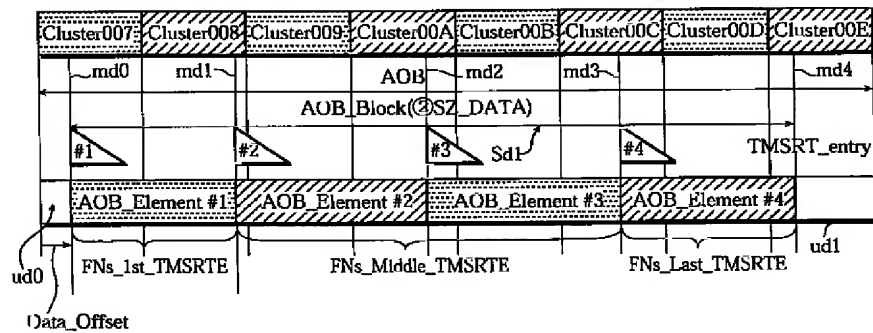 Cluster007 Cluster008 Cluster009 Cluster00A Cluster00B Cluster00C Cluster00D Cluster00E
md0 md1 AOB md2 md3 md4
AOB_Block(②SZ_DATA)
#1 #2 #3 Sd1 #4 TMSRT_entry
AOB_Element #1 AOB_Element #2 AOB_Element #3 AOB_Element #4
ud0 FNs_1st_TMSRTE FNs_Middle_TMSRTE FNs_Last_TMSRTE ud1
Data_Offset